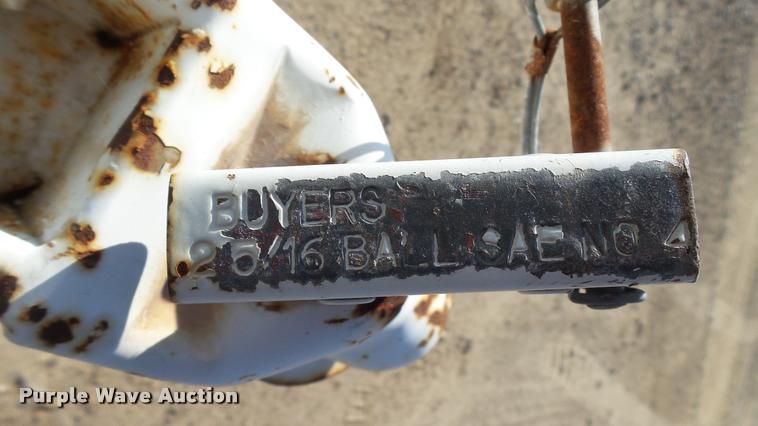 BUYERS
2 5/16 BALL SAE NO 4
Purple Wave Auction